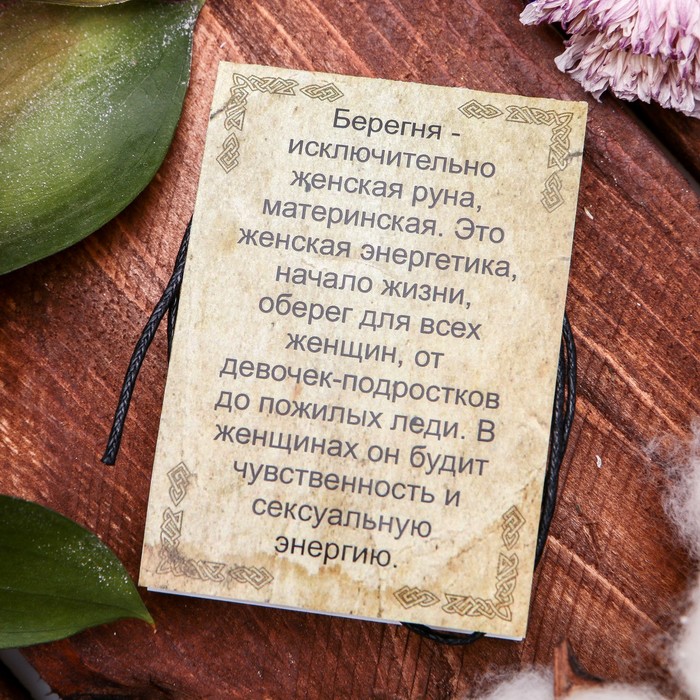 Берегня -
исключительно
женская руна,
материнская. Это
женская энергетика,
начало жизни,
оберег для всех
женщин, от
девочек-подростков
до пожилых леди. В
женщинах он будит
чувственность и
сексуальную
энергию.